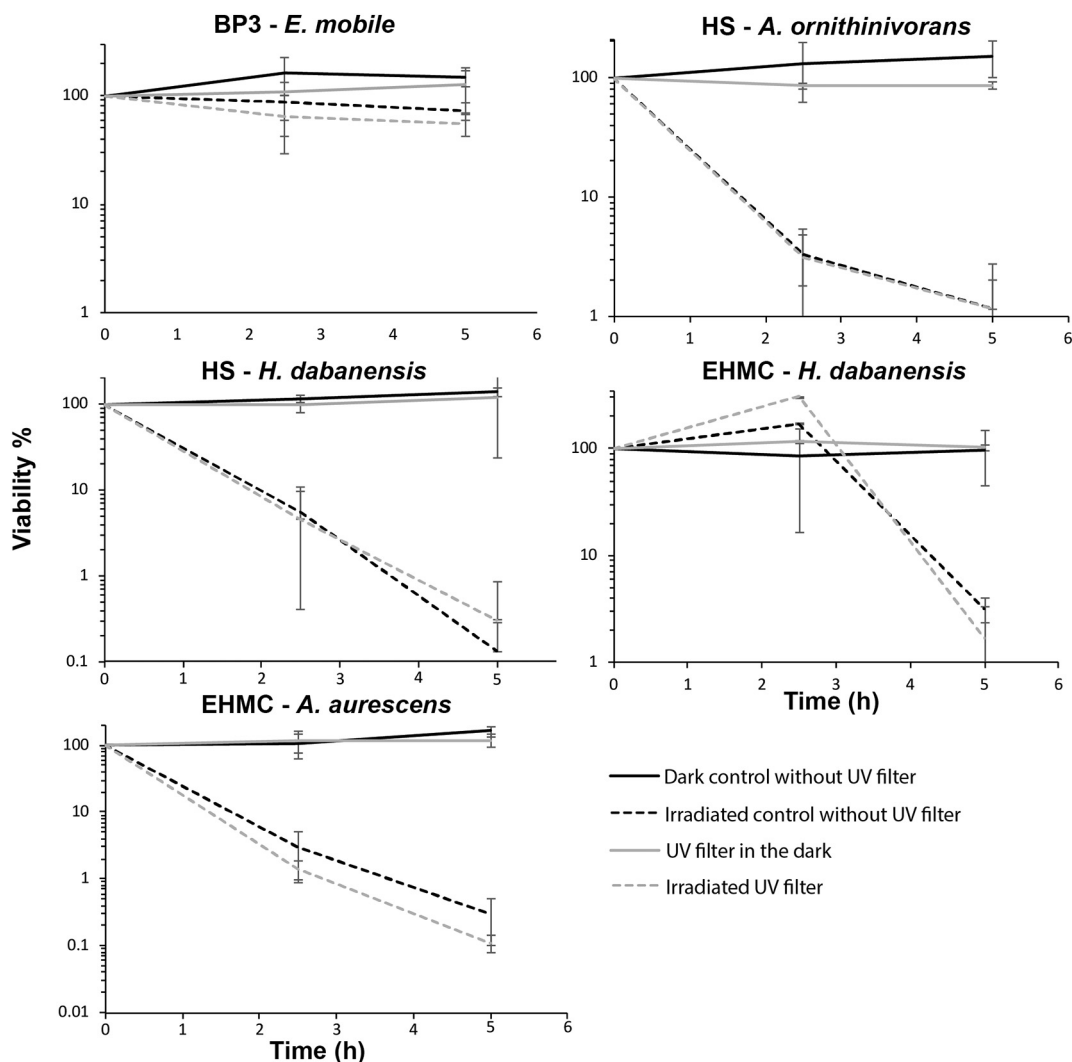 BP3 - E. mobile
100
10
1
0 1 2 3 4 5 6
HS - A. ornithinivorans
100
10
1
0 1 2 3 4 5 6
Viability %
HS - H. dabanensis
100
10
1
0.1
0 1 2 3 4 5
EHMC - H. dabanensis
100
10
1
0 1 2 3 4 5 6
Time (h)
EHMC - A. aurescens
100
10
1
0.1
0.01
0 1 2 3 4 5 6
Time (h)
Dark control without UV filter
Irradiated control without UV filter
UV filter in the dark
Irradiated UV filter